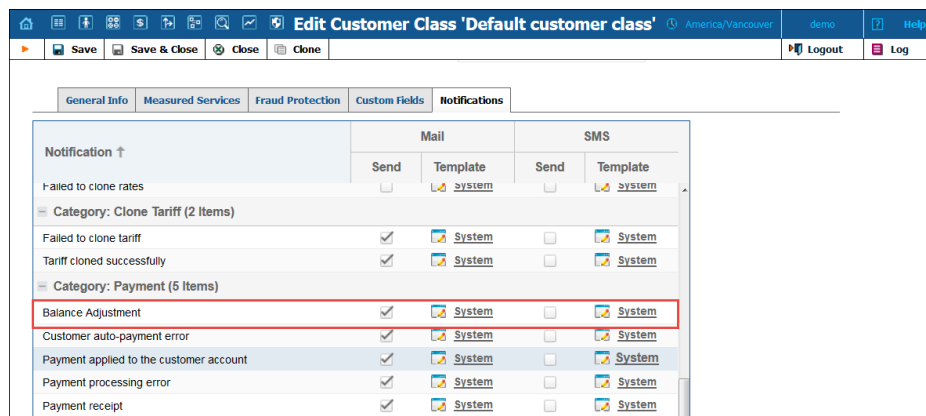 Edit Customer Class 'Default customer class' America/Vancouver demo ? Help
Save Save & Close Close Clone Logout Log
General Info Measured Services Fraud Protection Custom Fields Notifications
Notification Mail SMS
Send Template Send Template
Failed to clone rates System System
Category: Clone Tariff (2 Items)
Failed to clone tariff System System
Tariff cloned successfully System System
Category: Payment (5 Items)
Balance Adjustment System System
Customer auto-payment error System System
Payment applied to the customer account System System
Payment processing error System System
Payment receipt System System